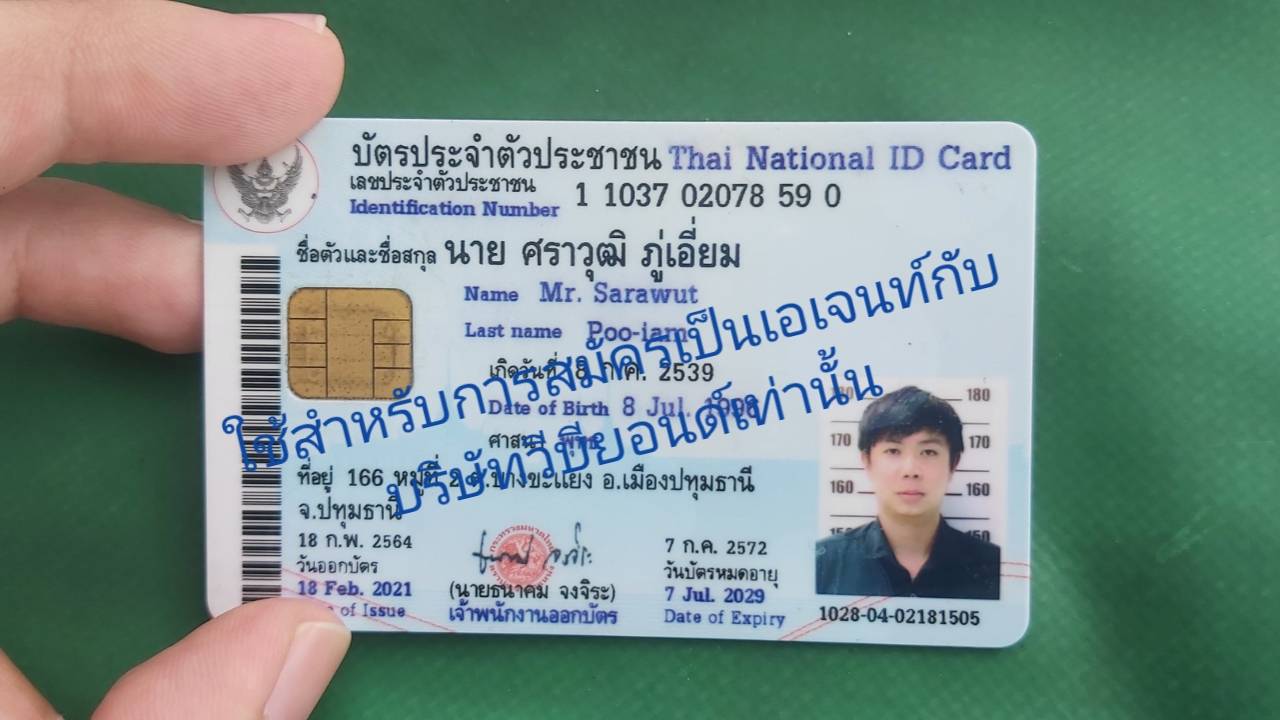 บัตรประจำตัวประชาชน Thai National ID Card
เลขประจำตัวประชาชน
Identification Number 1 1037 02078 59 0
ชื่อตัวและชื่อสกุล นาย ศราวุฒิ ภู่เอี่ยม
Name Mr. Sarawut
Last name Poo-iam
เกิดวันที่ 8 ก.ค. 2539
Date of Birth 8 Jul. 1996
ศาสนา พุทธ
ใช้สำหรับการสมัครเป็นเอเจนท์กับ
บริษัทวีบียอนด์เท่านั้น
ที่อยู่ 166 หมู่ที่ 2 ต.บางขะแยง อ.เมืองปทุมธานี
จ.ปทุมธานี
18 ก.พ. 2564
วันออกบัตร
18 Feb. 2021
Date of Issue
(นายธนาคม จงจิระ)
เจ้าพนักงานออกบัตร
7 ก.ค. 2572
วันบัตรหมดอายุ
7 Jul. 2029
Date of Expiry
180
170 170
160 160
150 150
1028-04-02181505